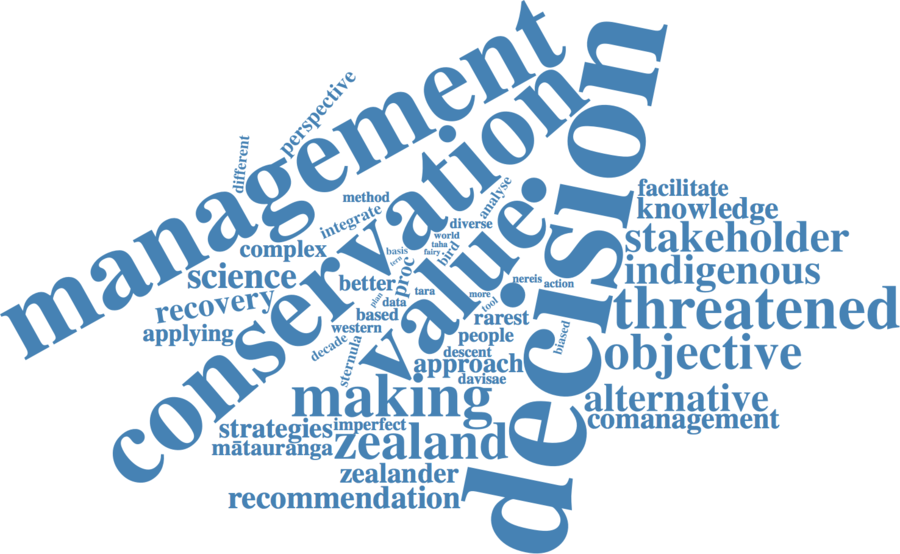 management
conservation
decision
value:
perspective
different
method
integrate
analyse
diverse
world
taha
fairy
bird
basis
tern
complex
science
recovery
applying
better
proc
plan
data
tara
based
western
decade
sternula
more
tool
nereis
action
rarest
people
biased
descent
approach
davisae
facilitate
knowledge
stakeholder
indigenous
threatened
objective
alternative
comanagement
making
strategies
imperfect
mātauranga
zealand
zealander
recommendation